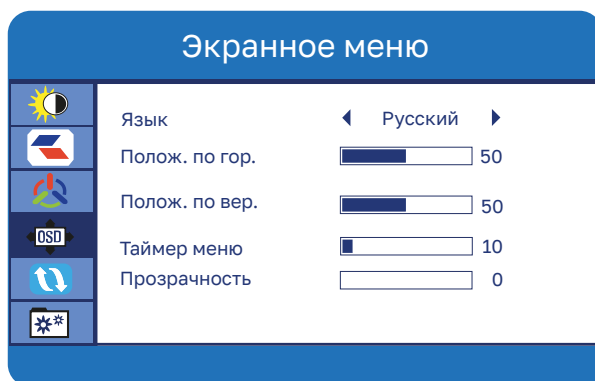 Экранное меню
Язык Русский
Полож. по гор. 50
Полож. по вер. 50
OSD
Таймер меню 10
Прозрачность 0